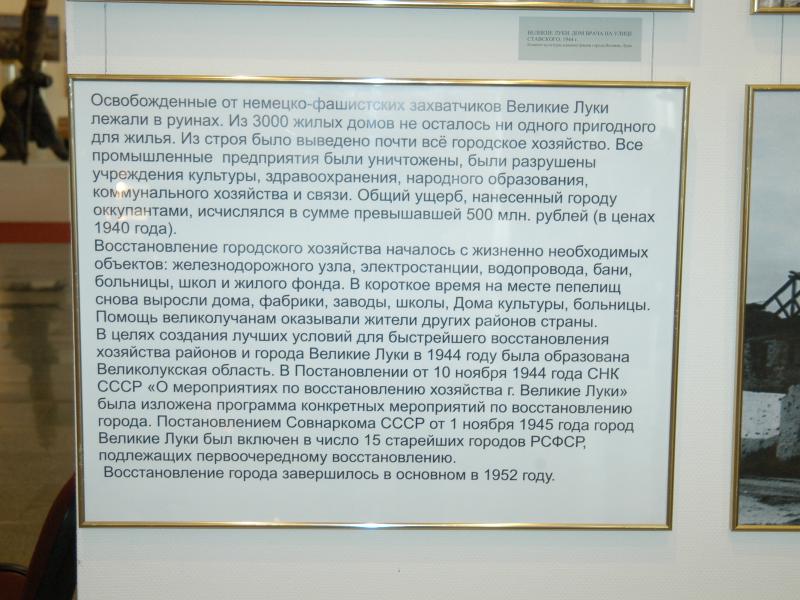 ВЕЛИКИЕ ЛУКИ. ДОМ ВРАЧА НА УЛИЦЕ
СТАВСКОГО. 1944 г.
Освобожденные от немецко-фашистских захватчиков Великие Луки
лежали в руинах. Из 3000 жилых домов не осталось ни одного пригодного
для жилья. Из строя было выведено почти всё городское хозяйство. Все
промышленные предприятия были уничтожены, были разрушены
учреждения культуры, здравоохранения, народного образования,
коммунального хозяйства и связи. Общий ущерб, нанесенный городу
оккупантами, исчислялся в сумме превышавшей 500 млн. рублей (в ценах
1940 года).
Восстановление городского хозяйства началось с жизненно необходимых
объектов: железнодорожного узла, электростанции, водопровода, бани,
больницы, школ и жилого фонда. В короткое время на месте пепелищ
снова выросли дома, фабрики, заводы, школы, Дома культуры, больницы.
Помощь великолучанам оказывали жители других районов страны.
В целях создания лучших условий для быстрейшего восстановления
хозяйства районов и города Великие Луки в 1944 году была образована
Великолукская область. В Постановлении от 10 ноября 1944 года СНК
СССР «О мероприятиях по восстановлению хозяйства г. Великие Луки»
была изложена программа конкретных мероприятий по восстановлению
города. Постановлением Совнаркома СССР от 1 ноября 1945 года город
Великие Луки был включен в число 15 старейших городов РСФСР,
подлежащих первоочередному восстановлению.
Восстановление города завершилось в основном в 1952 году.